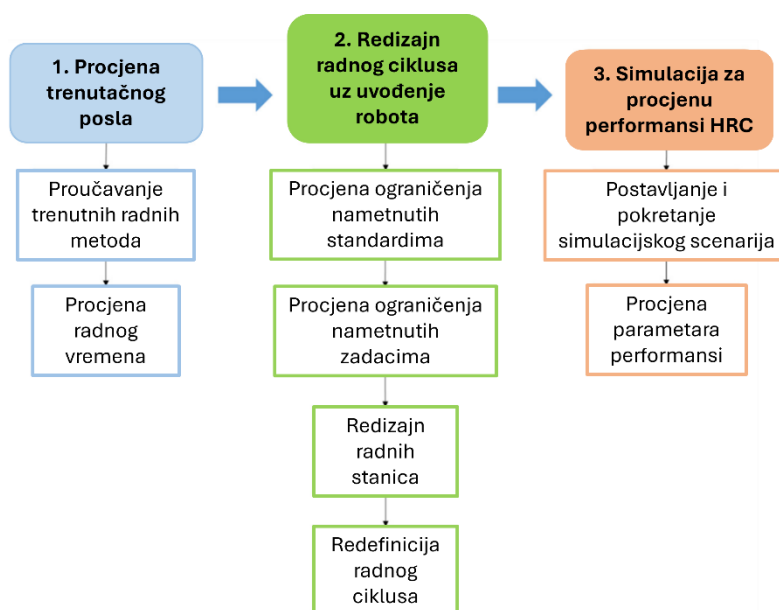 1. Procjena
trenutačnog
posla
2. Redizajn
radnog ciklusa
uz uvođenje
robota
3. Simulacija za
procjenu
performansi HRC
Proučavanje
trenutnih radnih
metoda
Procjena
radnog
vremena
Procjena ograničenja
nametnutih
standardima
Procjena ograničenja
nametnutih
zadacima
Redizajn
radnih
stanica
Redefinicija
radnog
ciklusa
Postavljanje i
pokretanje
simulacijskog scenarija
Procjena
parametara
performansi